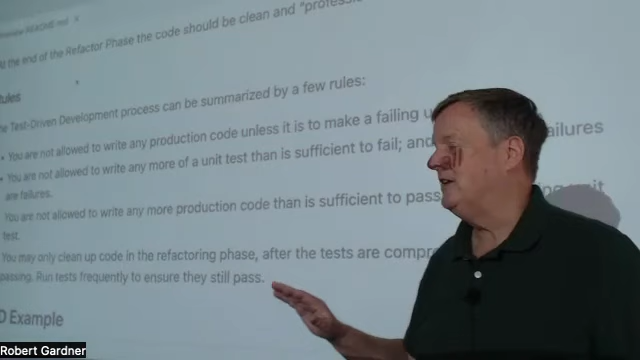 Preview README.md ×
the end of the Refactor Phase the code should be clean and "profess
Rules
The Test-Driven Development process can be summarized by a few rules:
• You are not allowed to write any production code unless it is to make a failing u
• You are not allowed to write any more of a unit test than is sufficient to fail; and failures
are failures.
You are not allowed to write any more production code than is sufficient to pass unit
test.
You may only clean up code in the refactoring phase, after the tests are compr
passing. Run tests frequently to ensure they still pass.
D Example
Robert Gardner